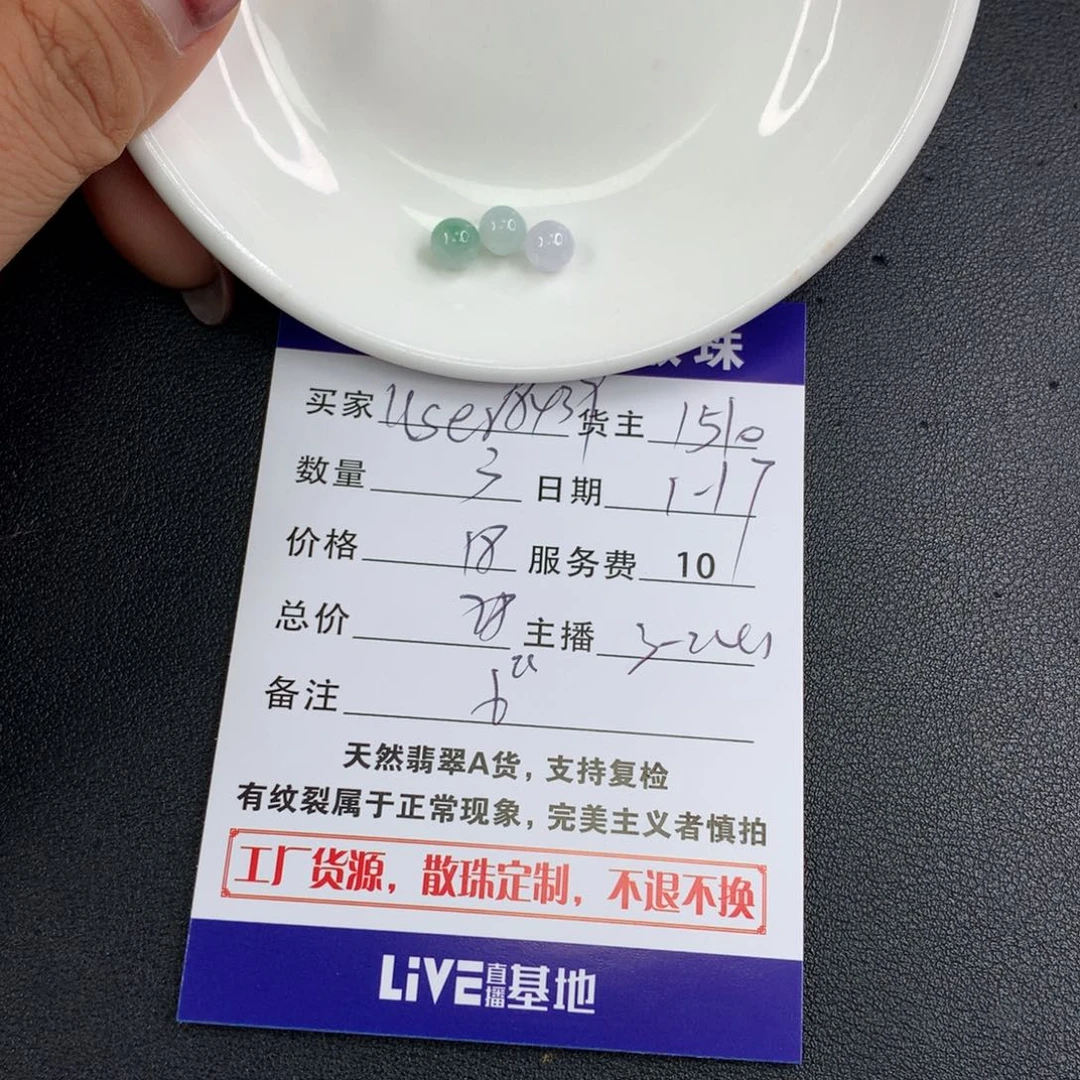 珠
买家 User8437 货主 1510
数量 3 日期 1-17
价格 18 服务费 10
总价 28 主播
备注
天然翡翠A货，支持复检
有纹裂属于正常现象，完美主义者慎拍
工厂货源，散珠定制，不退不换
LiVE直播基地